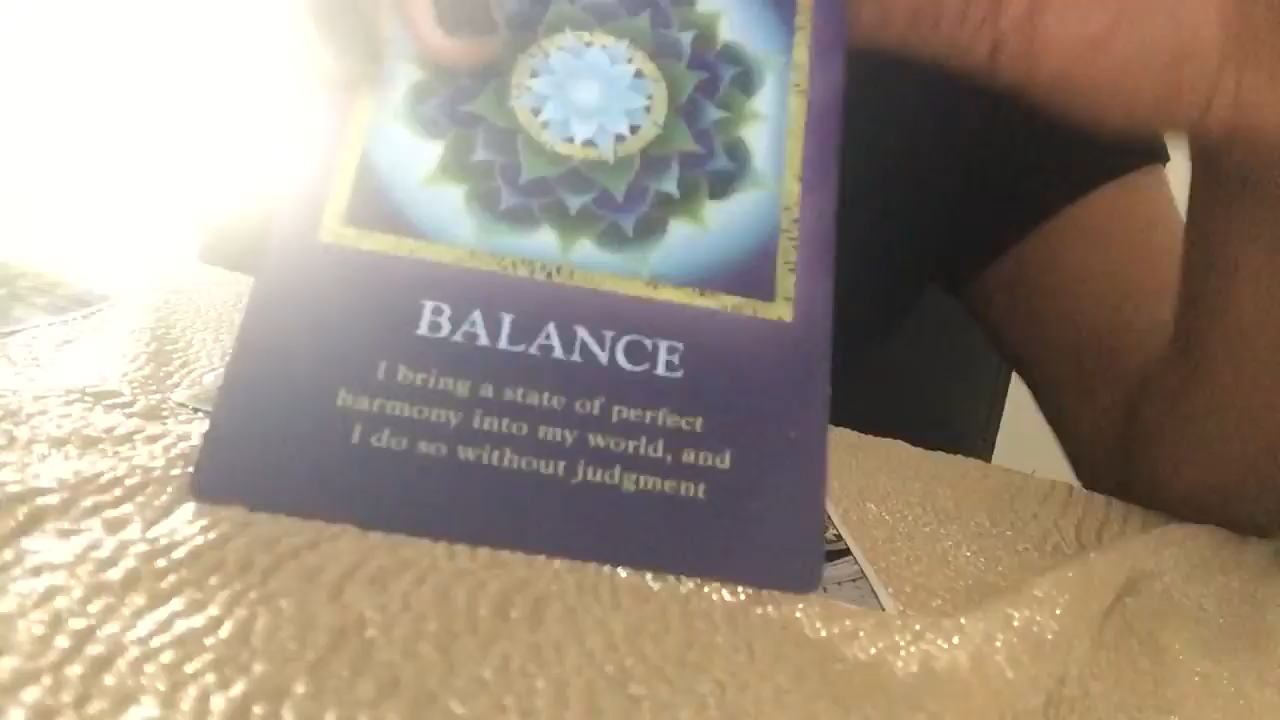 BALANCE
I bring a state of perfect
harmony into my world, and
I do so without judgment